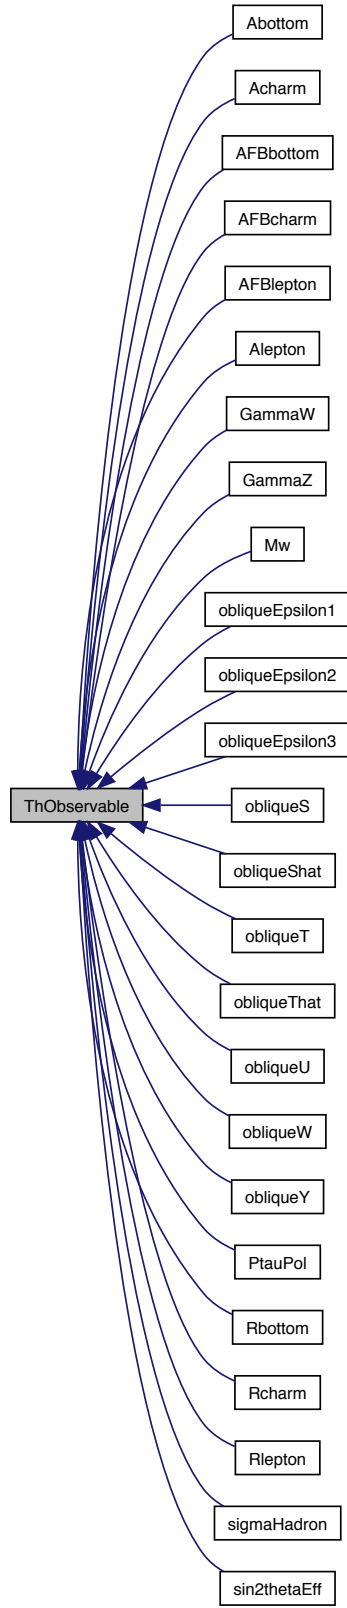 Abottom
Acharm
AFBbottom
AFBcharm
AFBlepton
Alepton
GammaW
GammaZ
Mw
obliqueEpsilon1
obliqueEpsilon2
obliqueEpsilon3
ThObservable
obliqueS
obliqueShat
obliqueT
obliqueThat
obliqueU
obliqueW
obliqueY
PtauPol
Rbottom
Rcharm
Rlepton
sigmaHadron
sin2thetaEff